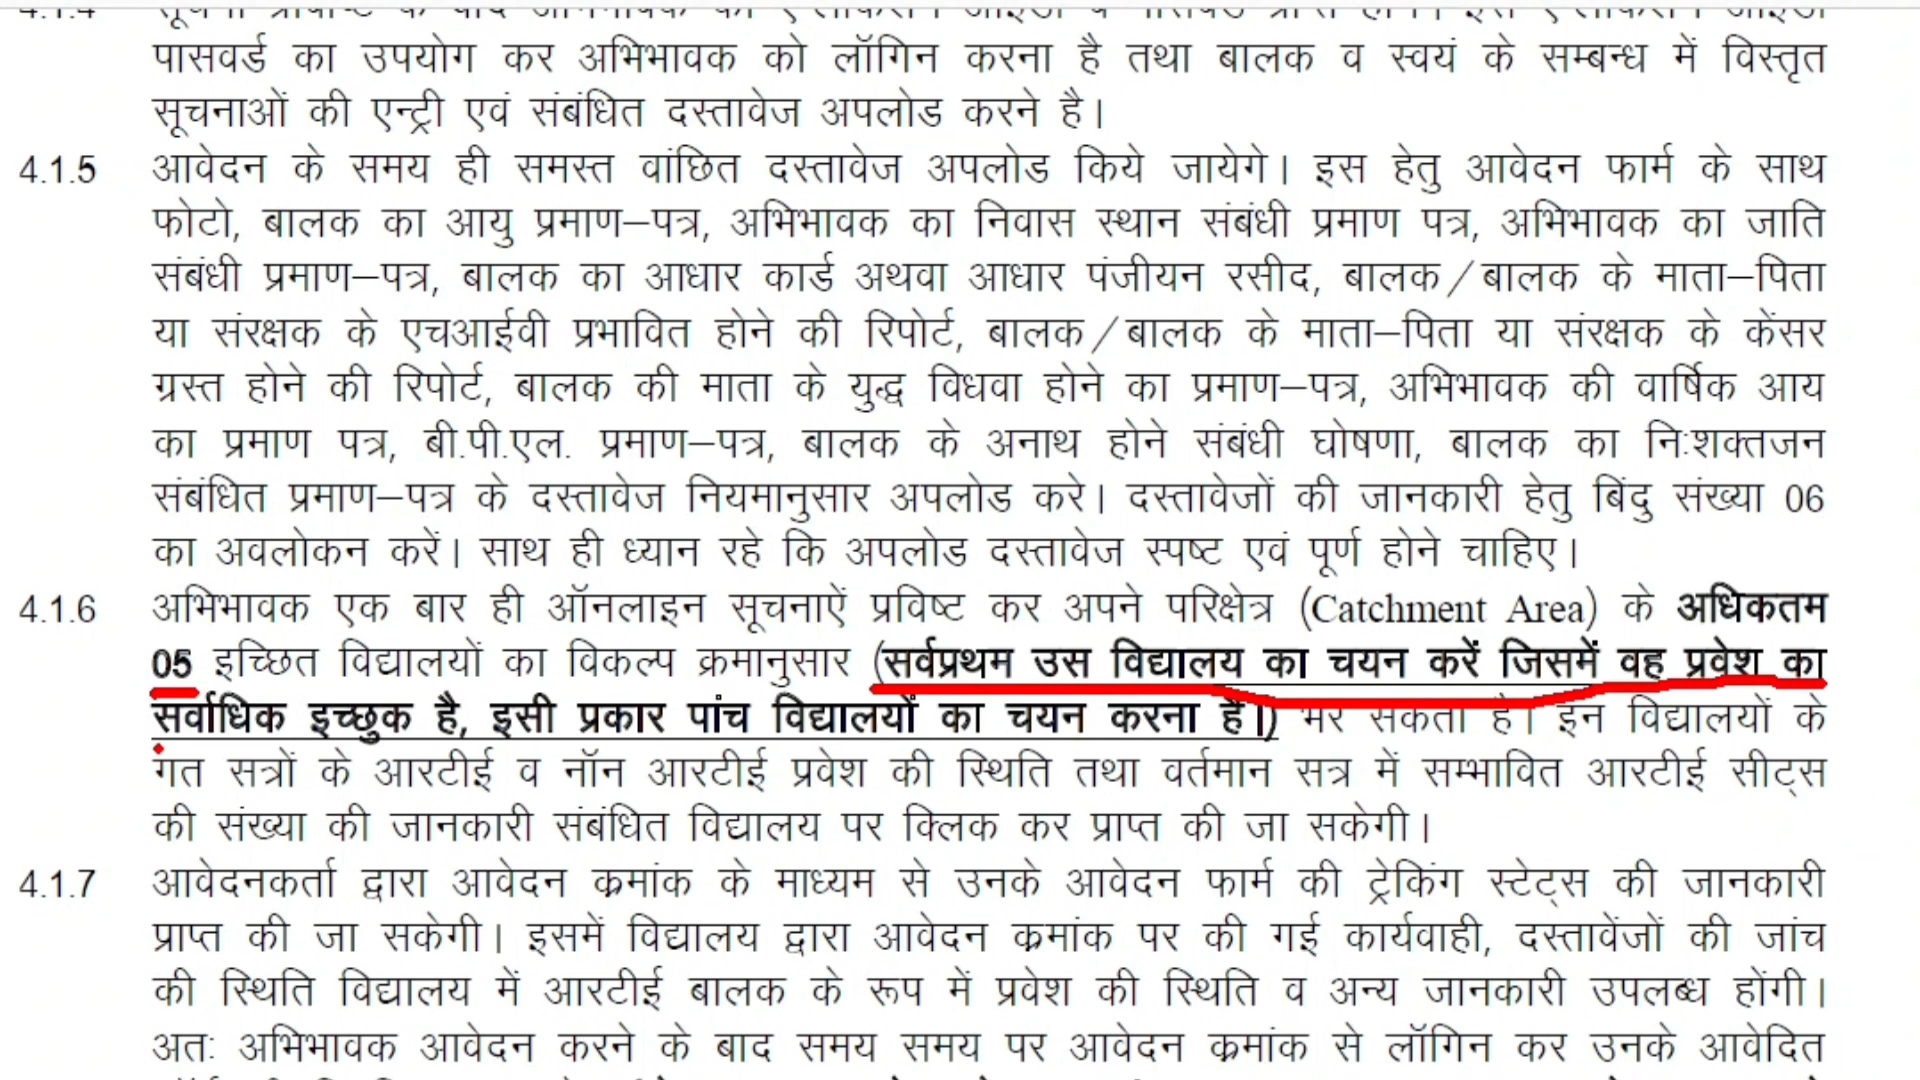 4.1.4
पासवर्ड का उपयोग कर अभिभावक को लॉगिन करना है तथा बालक व स्वयं के सम्बन्ध में विस्तृत
सूचनाओं की एन्ट्री एवं संबंधित दस्तावेज अपलोड करने है।
4.1.5 आवेदन के समय ही समस्त वांछित दस्तावेज अपलोड किये जायेगे। इस हेतु आवेदन फार्म के साथ
फोटो, बालक का आयु प्रमाण–पत्र, अभिभावक का निवास स्थान संबंधी प्रमाण पत्र, अभिभावक का जाति
संबंधी प्रमाण–पत्र, बालक का आधार कार्ड अथवा आधार पंजीयन रसीद, बालक/बालक के माता–पिता
या संरक्षक के एचआईवी प्रभावित होने की रिपोर्ट, बालक/बालक के माता–पिता या संरक्षक के केंसर
ग्रस्त होने की रिपोर्ट, बालक की माता के युद्ध विधवा होने का प्रमाण–पत्र, अभिभावक की वार्षिक आय
का प्रमाण पत्र, बी.पी.एल. प्रमाण–पत्र, बालक के अनाथ होने संबंधी घोषणा, बालक का निःशक्तजन
संबंधित प्रमाण–पत्र के दस्तावेज नियमानुसार अपलोड करे। दस्तावेजों की जानकारी हेतु बिंदु संख्या 06
का अवलोकन करें। साथ ही ध्यान रहे कि अपलोड दस्तावेज स्पष्ट एवं पूर्ण होने चाहिए।
4.1.6 अभिभावक एक बार ही ऑनलाइन सूचनाऐं प्रविष्ट कर अपने परिक्षेत्र (Catchment Area) के अधिकतम
05 इच्छित विद्यालयों का विकल्प क्रमानुसार (सर्वप्रथम उस विद्यालय का चयन करें जिसमें वह प्रवेश का
सर्वाधिक इच्छुक है, इसी प्रकार पांच विद्यालयों का चयन करना है।) भर सकता है। इन विद्यालयों के
गत सत्रों के आरटीई व नॉन आरटीई प्रवेश की स्थिति तथा वर्तमान सत्र में सम्भावित आरटीई सीट्स
की संख्या की जानकारी संबंधित विद्यालय पर क्लिक कर प्राप्त की जा सकेगी।
4.1.7 आवेदनकर्ता द्वारा आवेदन क्रमांक के माध्यम से उनके आवेदन फार्म की ट्रेकिंग स्टेट्स की जानकारी
प्राप्त की जा सकेगी। इसमें विद्यालय द्वारा आवेदन क्रमांक पर की गई कार्यवाही, दस्तावेंजों की जांच
की स्थिति विद्यालय में आरटीई बालक के रूप में प्रवेश की स्थिति व अन्य जानकारी उपलब्ध होंगी।
अतः अभिभावक आवेदन करने के बाद समय समय पर आवेदन क्रमांक से लॉगिन कर उनके आवेदित